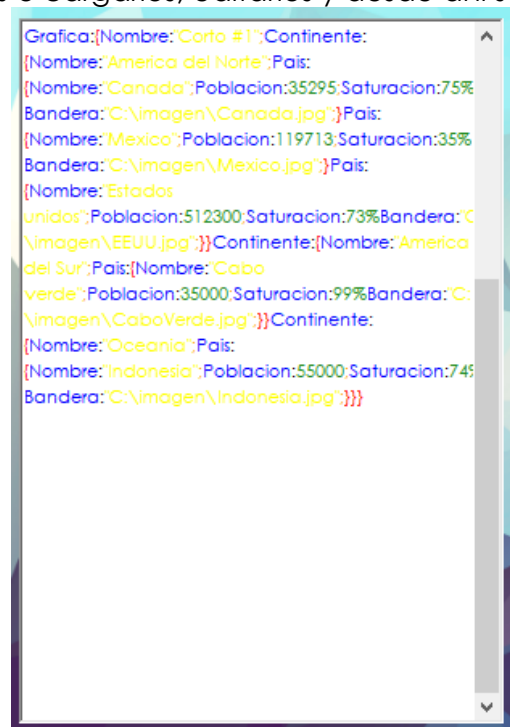 Grafica:{Nombre:"Corto #1";Continente:
{Nombre:"America del Norte";Pais:
{Nombre:"Canada";Poblacion:35295;Saturacion:75%
Bandera:"C:\imagen\Canada.jpg";}Pais:
{Nombre:"Mexico";Poblacion:119713;Saturacion:35%
Bandera:"C:\imagen\Mexico.jpg";}Pais:
{Nombre:"Estados
unidos";Poblacion:512300;Saturacion:73%Bandera:"C
\imagen\EEUU.jpg";}}Continente:{Nombre:"America
del Sur";Pais:{Nombre:"Cabo
verde";Poblacion:35000;Saturacion:99%Bandera:"C:
\imagen\CaboVerde.jpg";}}Continente:
{Nombre:"Oceania";Pais:
{Nombre:"Indonesia";Poblacion:55000;Saturacion:74
Bandera:"C:\imagen\Indonesia.jpg";}}}